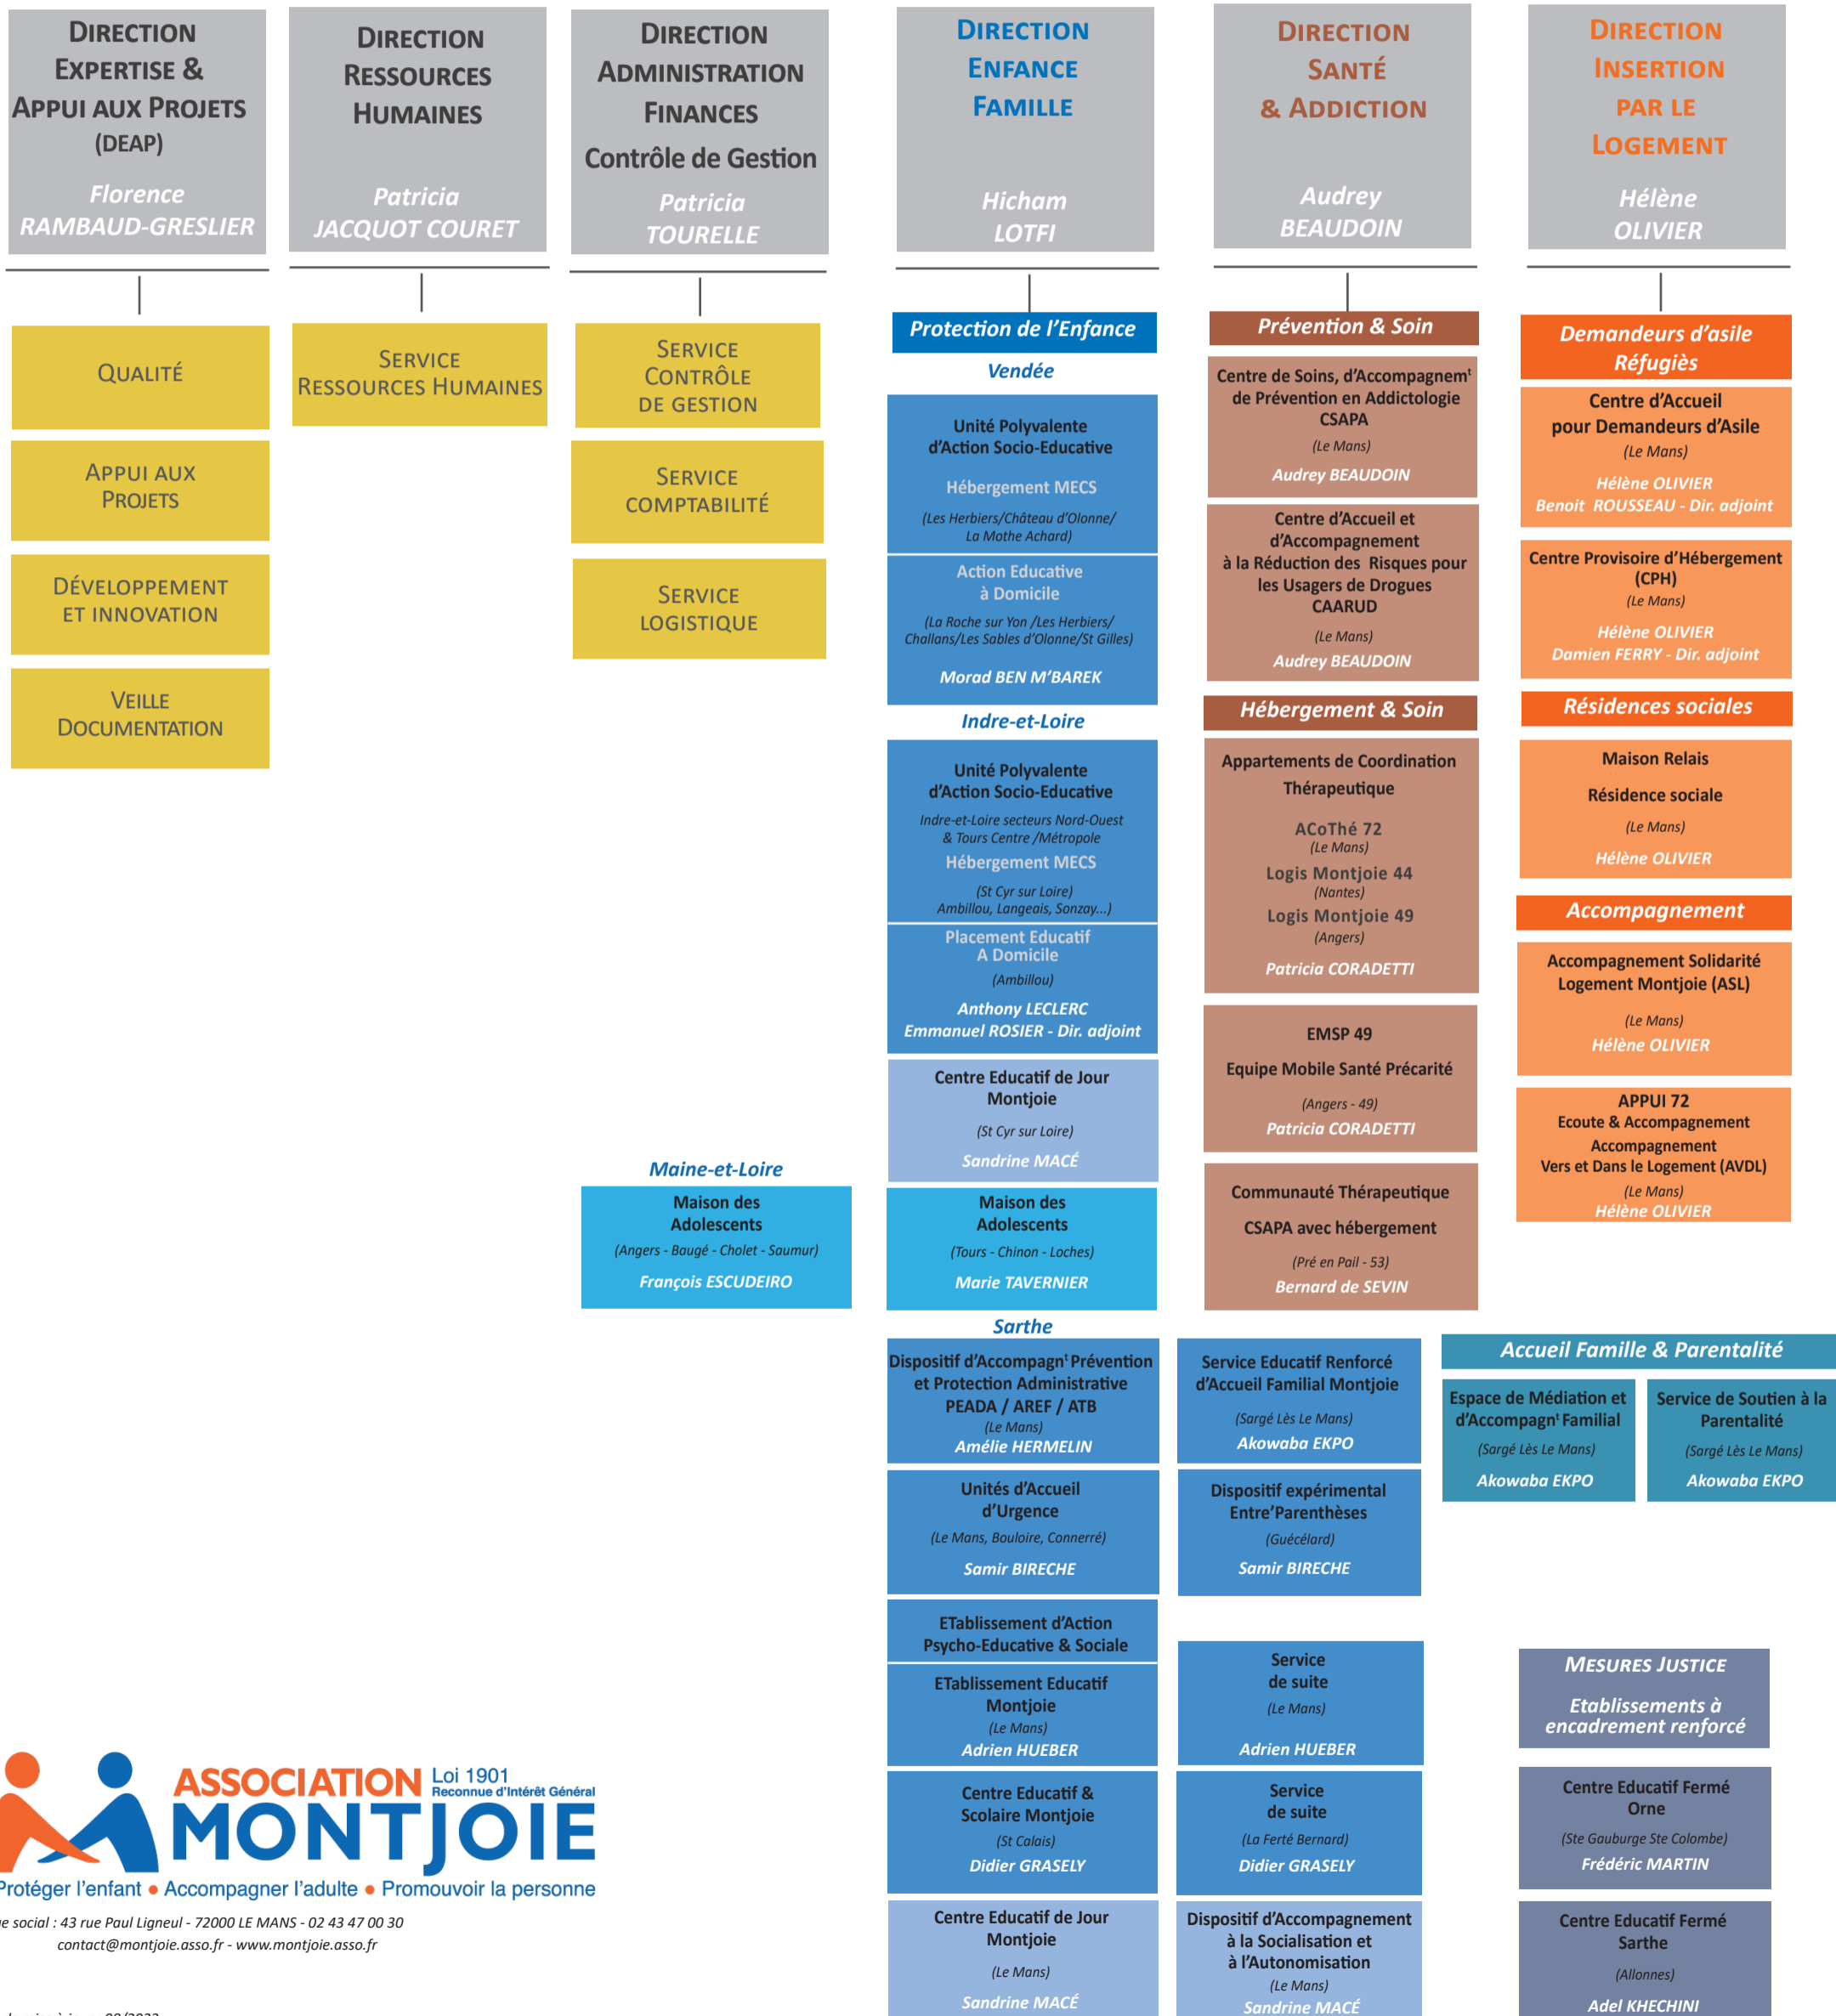 DIRECTION
EXPERTISE &
APPUI AUX PROJETS
(DEAP)
Florence
RAMBAUD-GRESLIER
DIRECTION
RESSOURCES
HUMAINES
Patricia
JACQUOT COURET
DIRECTION
ADMINISTRATION
FINANCES
Contrôle de Gestion
Patricia
TOURELLE
DIRECTION
ENFANCE
FAMILLE
Hicham
LOTFI
DIRECTION
SANTÉ
& ADDICTION
Audrey
BEAUDOIN
DIRECTION
INSERTION
PAR LE
LOGEMENT
Hélène
OLIVIER
QUALITÉ
APPUI AUX
PROJETS
DÉVELOPPEMENT
ET INNOVATION
VEILLE
DOCUMENTATION
SERVICE
RESSOURCES HUMAINES
SERVICE
CONTRÔLE
DE GESTION
SERVICE
COMPTABILITÉ
SERVICE
LOGISTIQUE
Protection de l'Enfance
Vendée
Unité Polyvalente
d'Action Socio-Educative
Hébergement MECS
(Les Herbiers/Château d'Olonne/
La Mothe Achard)
Action Educative
à Domicile
(La Roche sur Yon /Les Herbiers/
Challans/Les Sables d'Olonne/St Gilles)
Morad BEN M'BAREK
Indre-et-Loire
Unité Polyvalente
d'Action Socio-Educative
Indre-et-Loire secteurs Nord-Ouest
& Tours Centre /Métropole
Hébergement MECS
(St Cyr sur Loire)
Ambillou, Langeais, Sonzay...)
Placement Educatif
A Domicile
(Ambillou)
Anthony LECLERC
Emmanuel ROSIER - Dir. adjoint
Centre Educatif de Jour
Montjoie
(St Cyr sur Loire)
Sandrine MACÉ
Maine-et-Loire
Maison des
Adolescents
(Angers - Baugé - Cholet - Saumur)
François ESCUDEIRO
Maison des
Adolescents
(Tours - Chinon - Loches)
Marie TAVERNIER
Prévention & Soin
Centre de Soins, d'Accompagnemᵗ
de Prévention en Addictologie
CSAPA
(Le Mans)
Audrey BEAUDOIN
Centre d'Accueil et
d'Accompagnement
à la Réduction des Risques pour
les Usagers de Drogues
CAARUD
(Le Mans)
Audrey BEAUDOIN
Hébergement & Soin
Appartements de Coordination
Thérapeutique
ACoThé 72
(Le Mans)
Logis Montjoie 44
(Nantes)
Logis Montjoie 49
(Angers)
Patricia CORADETTI
EMSP 49
Equipe Mobile Santé Précarité
(Angers - 49)
Patricia CORADETTI
Communauté Thérapeutique
CSAPA avec hébergement
(Pré en Pail - 53)
Bernard de SEVIN
Demandeurs d'asile
Réfugiès
Centre d'Accueil
pour Demandeurs d'Asile
(Le Mans)
Hélène OLIVIER
Benoit ROUSSEAU - Dir. adjoint
Centre Provisoire d'Hébergement
(CPH)
(Le Mans)
Hélène OLIVIER
Damien FERRY - Dir. adjoint
Résidences sociales
Maison Relais
Résidence sociale
(Le Mans)
Hélène OLIVIER
Accompagnement
Accompagnement Solidarité
Logement Montjoie (ASL)
(Le Mans)
Hélène OLIVIER
APPUI 72
Ecoute & Accompagnement
Accompagnement
Vers et Dans le Logement (AVDL)
(Le Mans)
Hélène OLIVIER
Sarthe
Dispositif d'Accompagnᵗ Prévention
et Protection Administrative
PEADA / AREF / ATB
(Le Mans)
Amélie HERMELIN
Service Educatif Renforcé
d'Accueil Familial Montjoie
(Sargé Lès Le Mans)
Akowaba EKPO
Accueil Famille & Parentalité
Espace de Médiation et
d'Accompagnᵗ Familial
(Sargé Lès Le Mans)
Akowaba EKPO
Service de Soutien à la
Parentalité
(Sargé Lès Le Mans)
Akowaba EKPO
Unités d'Accueil
d'Urgence
(Le Mans, Bouloire, Connerré)
Samir BIRECHE
Dispositif expérimental
Entre'Parenthèses
(Guécélard)
Samir BIRECHE
ETablissement d'Action
Psycho-Educative & Sociale
ETablissement Educatif
Montjoie
(Le Mans)
Adrien HUEBER
Service
de suite
(Le Mans)
Adrien HUEBER
Centre Educatif &
Scolaire Montjoie
(St Calais)
Didier GRASELY
Service
de suite
(La Ferté Bernard)
Didier GRASELY
Centre Educatif de Jour
Montjoie
(Le Mans)
Sandrine MACÉ
Dispositif d'Accompagnement
à la Socialisation et
à l'Autonomisation
(Le Mans)
Sandrine MACÉ
MESURES JUSTICE
Etablissements à
encadrement renforcé
Centre Educatif Fermé
Orne
(Ste Gauburge Ste Colombe)
Frédéric MARTIN
Centre Educatif Fermé
Sarthe
(Allonnes)
Adel KHECHINI
ASSOCIATION Loi 1901
Reconnue d'Intérêt Général
MONTJOIE
Protéger l'enfant • Accompagner l'adulte • Promouvoir la personne
social : 43 rue Paul Ligneul - 72000 LE MANS - 02 43 47 00 30
contact@montjoie.asso.fr - www.montjoie.asso.fr